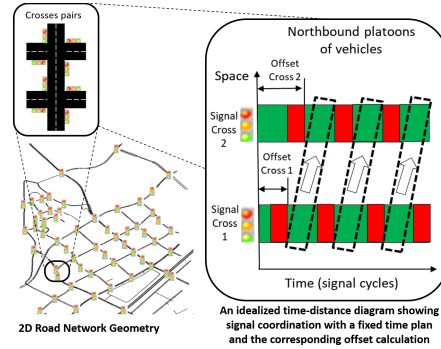 Crosses pairs
Northbound platoons
of vehicles
Offset
Cross 2
Space
Signal
Cross
2
Offset
Cross 1
Signal
Cross
1
Time (signal cycles)
2D Road Network Geometry
An idealized time-distance diagram showing
signal coordination with a fixed time plan
and the corresponding offset calculation